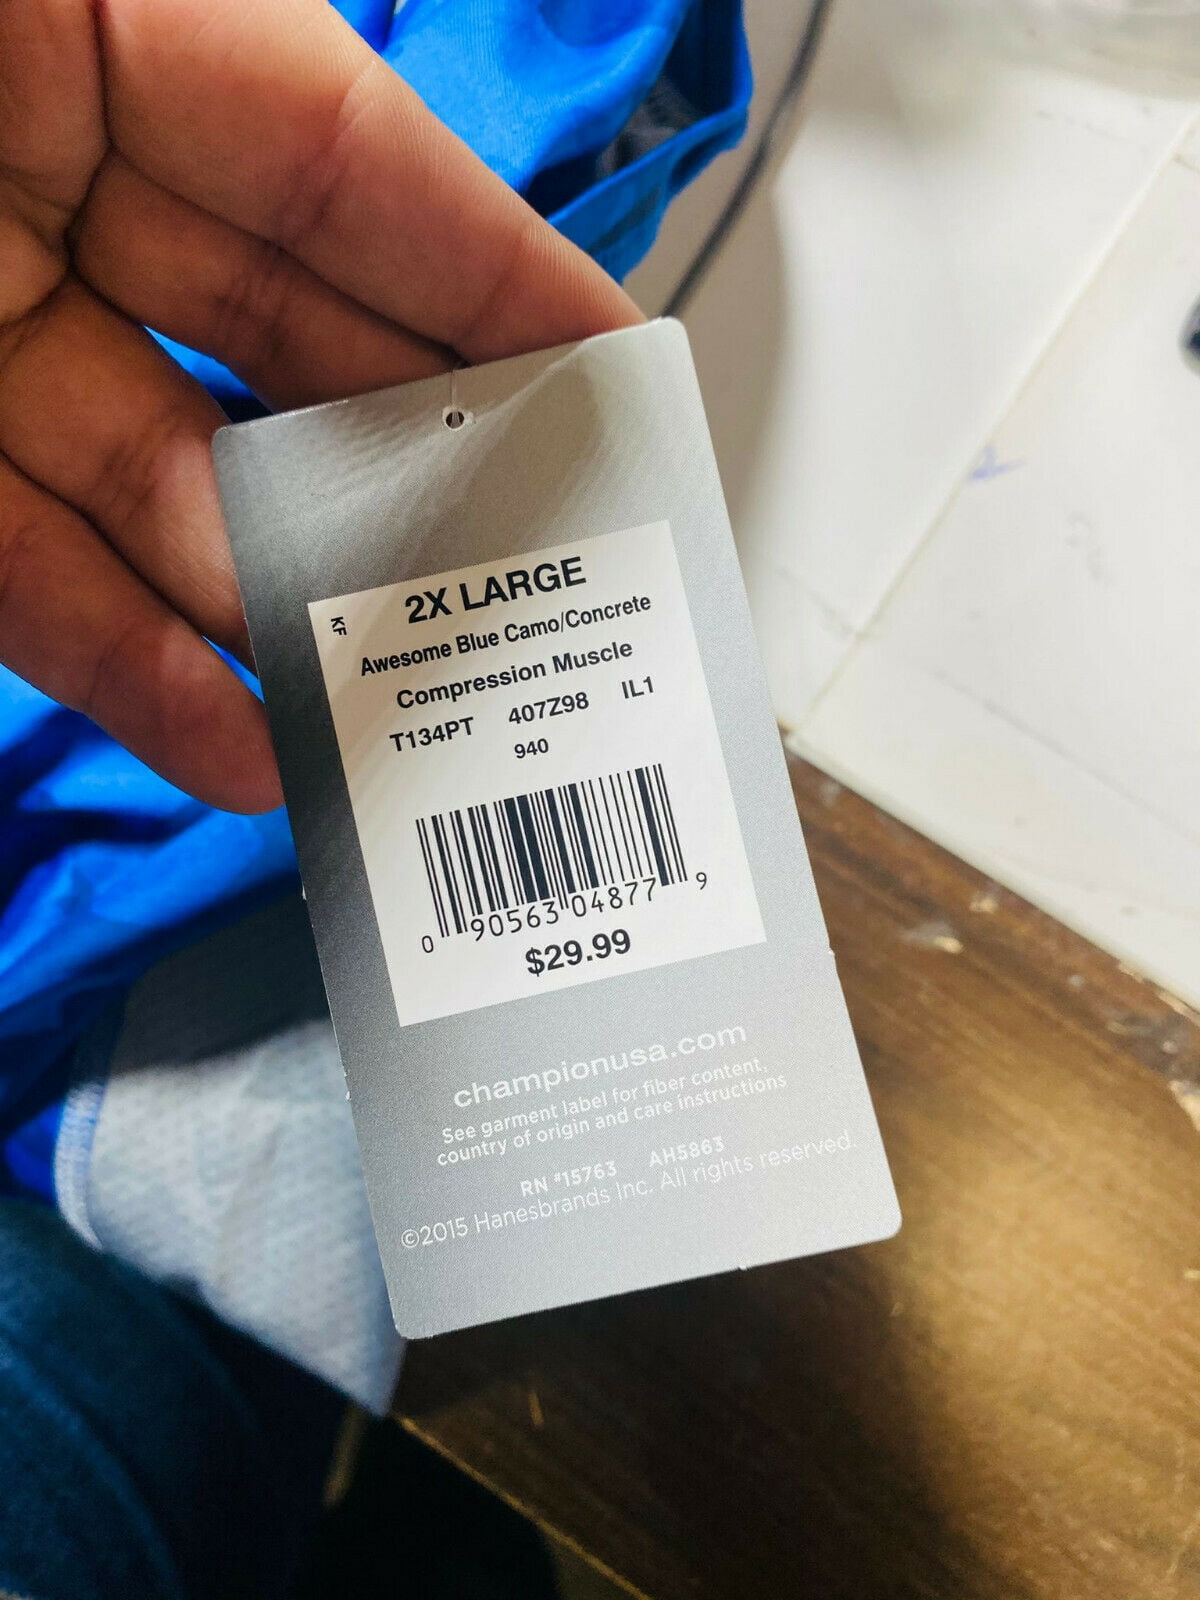 KF
2X LARGE
Awesome Blue Camo/Concrete
Compression Muscle
T134PT 407Z98 IL1
940
0 90563 04877 9
$29.99
championusa.com
See garment label for fiber content,
country of origin and care instructions
RN #15763 AH5863
©2015 Hanesbrands Inc. All rights reserved.